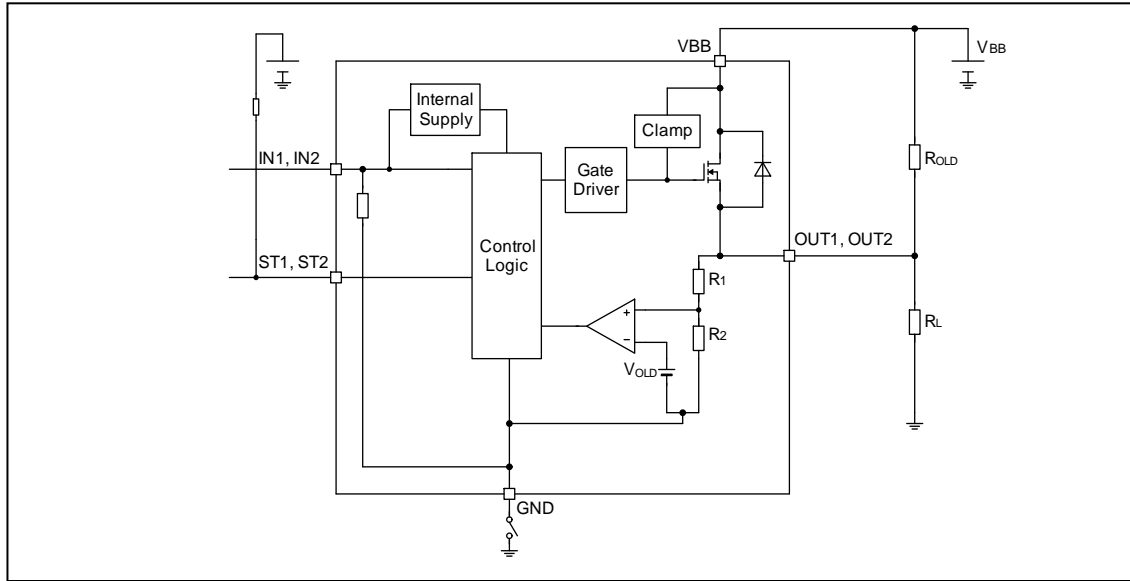 VBB
VBB
Internal
Supply
Clamp
IN1, IN2
Gate
Driver
ROLD
Control
Logic
OUT1, OUT2
ST1, ST2
R1
+
R2
RL
−
VOLD
GND